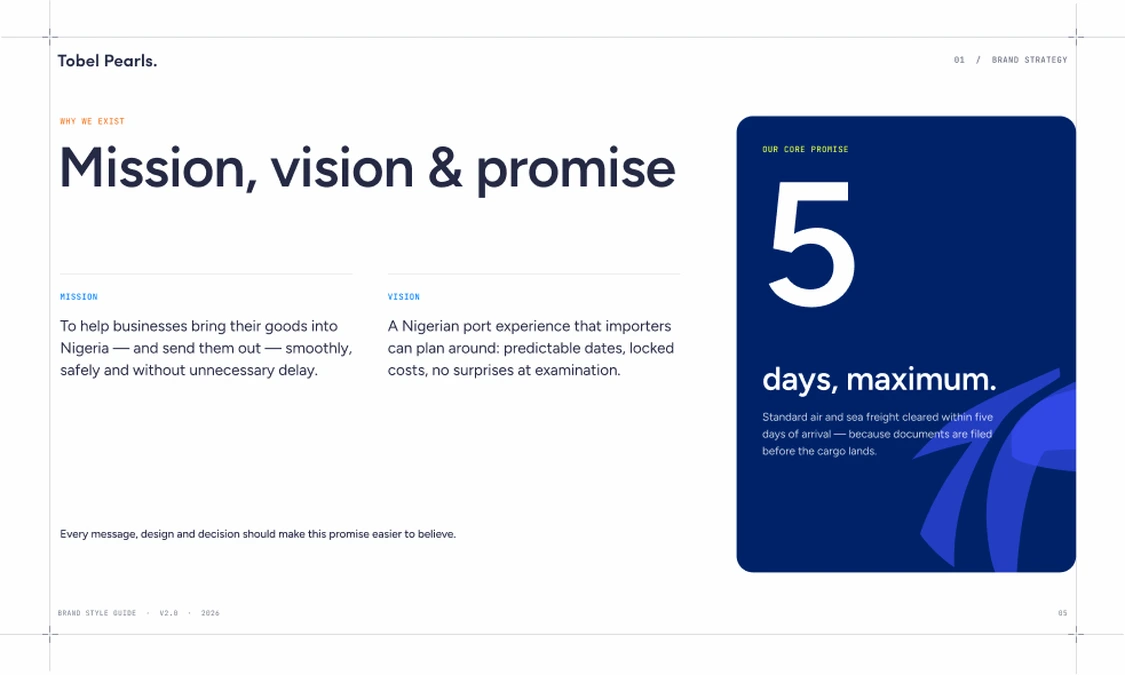 Tobel Pearls.
01 / BRAND STRATEGY
WHY WE EXIST
Mission, vision & promise
MISSION
To help businesses bring their goods into
Nigeria — and send them out — smoothly,
safely and without unnecessary delay.
VISION
A Nigerian port experience that importers
can plan around: predictable dates, locked
costs, no surprises at examination.
Every message, design and decision should make this promise easier to believe.
OUR CORE PROMISE
5
days, maximum.
Standard air and sea freight cleared within five
days of arrival — because documents are filed
before the cargo lands.
BRAND STYLE GUIDE · V2.0 · 2026
05